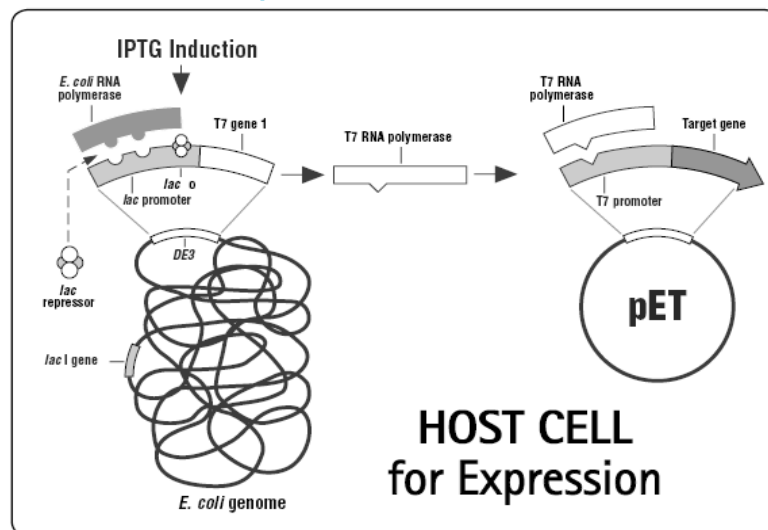 IPTG Induction
E. coli RNA
polymerase
T7 gene 1
lac o
lac promoter
DE3
lac
repressor
lac I gene
E. coli genome
T7 RNA polymerase
T7 RNA
polymerase
Target gene
T7 promoter
pET
HOST CELL
for Expression